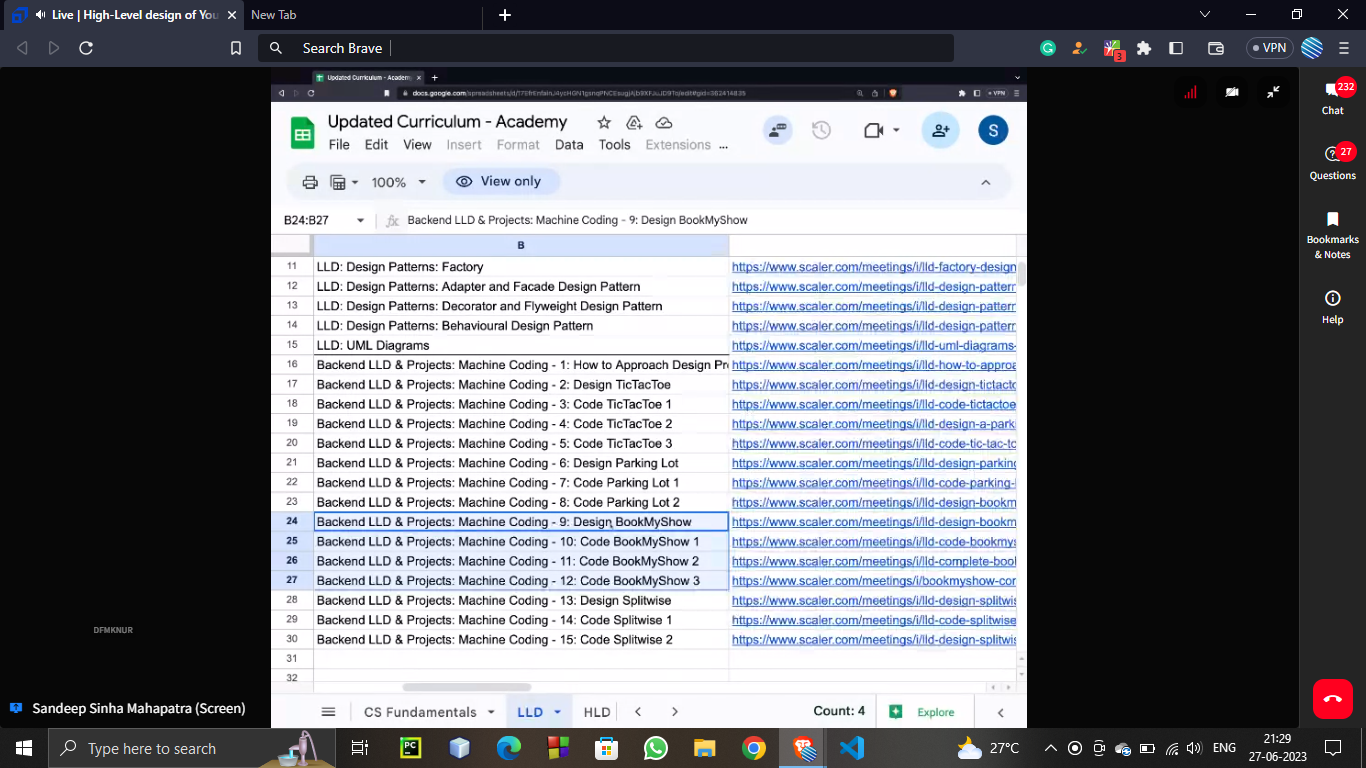 Live | High-Level design of You
New Tab
Search Brave
3
VPN
Updated Curriculum - Academy
VPN
Updated Curriculum - Academy
S
File Edit View Insert Format Data Tools Extensions ...
100% View only
B24:B27 fx Backend LLD & Projects: Machine Coding - 9: Design BookMyShow
B
11 LLD: Design Patterns: Factory https://www.scaler.com/meetings/i/lld-factory-design
12 LLD: Design Patterns: Adapter and Facade Design Pattern https://www.scaler.com/meetings/i/lld-design-pattern
13 LLD: Design Patterns: Decorator and Flyweight Design Pattern https://www.scaler.com/meetings/i/lld-design-pattern
14 LLD: Design Patterns: Behavioural Design Pattern https://www.scaler.com/meetings/i/lld-design-pattern
15 LLD: UML Diagrams https://www.scaler.com/meetings/i/lld-uml-diagrams-
16 Backend LLD & Projects: Machine Coding - 1: How to Approach Design Pr https://www.scaler.com/meetings/i/lld-how-to-approa
17 Backend LLD & Projects: Machine Coding - 2: Design TicTacToe https://www.scaler.com/meetings/i/lld-design-tictacto
18 Backend LLD & Projects: Machine Coding - 3: Code TicTacToe 1 https://www.scaler.com/meetings/i/lld-code-tictactoe
19 Backend LLD & Projects: Machine Coding - 4: Code TicTacToe 2 https://www.scaler.com/meetings/i/lld-design-a-park
20 Backend LLD & Projects: Machine Coding - 5: Code TicTacToe 3 https://www.scaler.com/meetings/i/lld-code-tic-tac-to
21 Backend LLD & Projects: Machine Coding - 6: Design Parking Lot https://www.scaler.com/meetings/i/lld-design-parking
22 Backend LLD & Projects: Machine Coding - 7: Code Parking Lot 1 https://www.scaler.com/meetings/i/lld-code-parking-
23 Backend LLD & Projects: Machine Coding - 8: Code Parking Lot 2 https://www.scaler.com/meetings/i/lld-design-bookm
24 Backend LLD & Projects: Machine Coding - 9: Design BookMyShow https://www.scaler.com/meetings/i/lld-design-bookm
25 Backend LLD & Projects: Machine Coding - 10: Code BookMyShow 1 https://www.scaler.com/meetings/i/lld-code-bookmys
26 Backend LLD & Projects: Machine Coding - 11: Code BookMyShow 2 https://www.scaler.com/meetings/i/lld-complete-boo
27 Backend LLD & Projects: Machine Coding - 12: Code BookMyShow 3 https://www.scaler.com/meetings/i/bookmyshow-cor
28 Backend LLD & Projects: Machine Coding - 13: Design Splitwise https://www.scaler.com/meetings/i/lld-design-splitwis
29 Backend LLD & Projects: Machine Coding - 14: Code Splitwise 1 https://www.scaler.com/meetings/i/lld-code-splitwise
30 Backend LLD & Projects: Machine Coding - 15: Code Splitwise 2 https://www.scaler.com/meetings/i/lld-design-splitwis
31
32
CS Fundamentals LLD HLD Count: 4 Explore
232
Chat
27
Questions
Bookmarks
& Notes
Help
DFMKNUR
Sandeep Sinha Mahapatra (Screen)
Type here to search
PC
27°C
ENG
21:29
27-06-2023